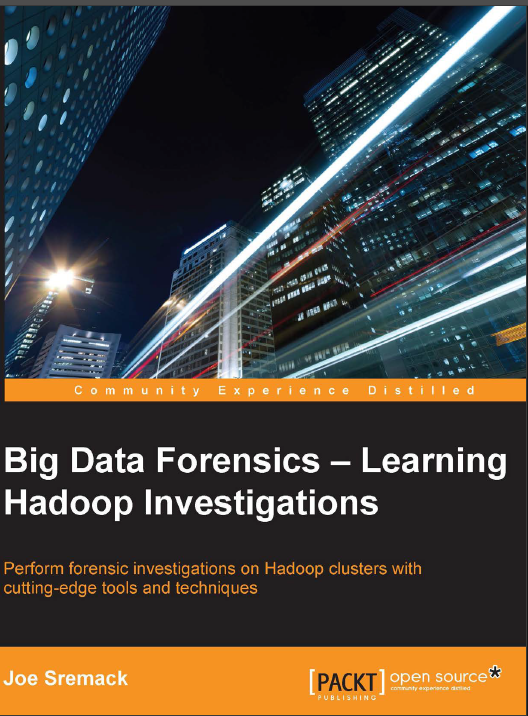 Community Experience Distilled
Big Data Forensics – Learning
Hadoop Investigations
Perform forensic investigations on Hadoop clusters with
cutting-edge tools and techniques
Joe Sremack
[PACKT] open source*
PUBLISHING community experience distilled